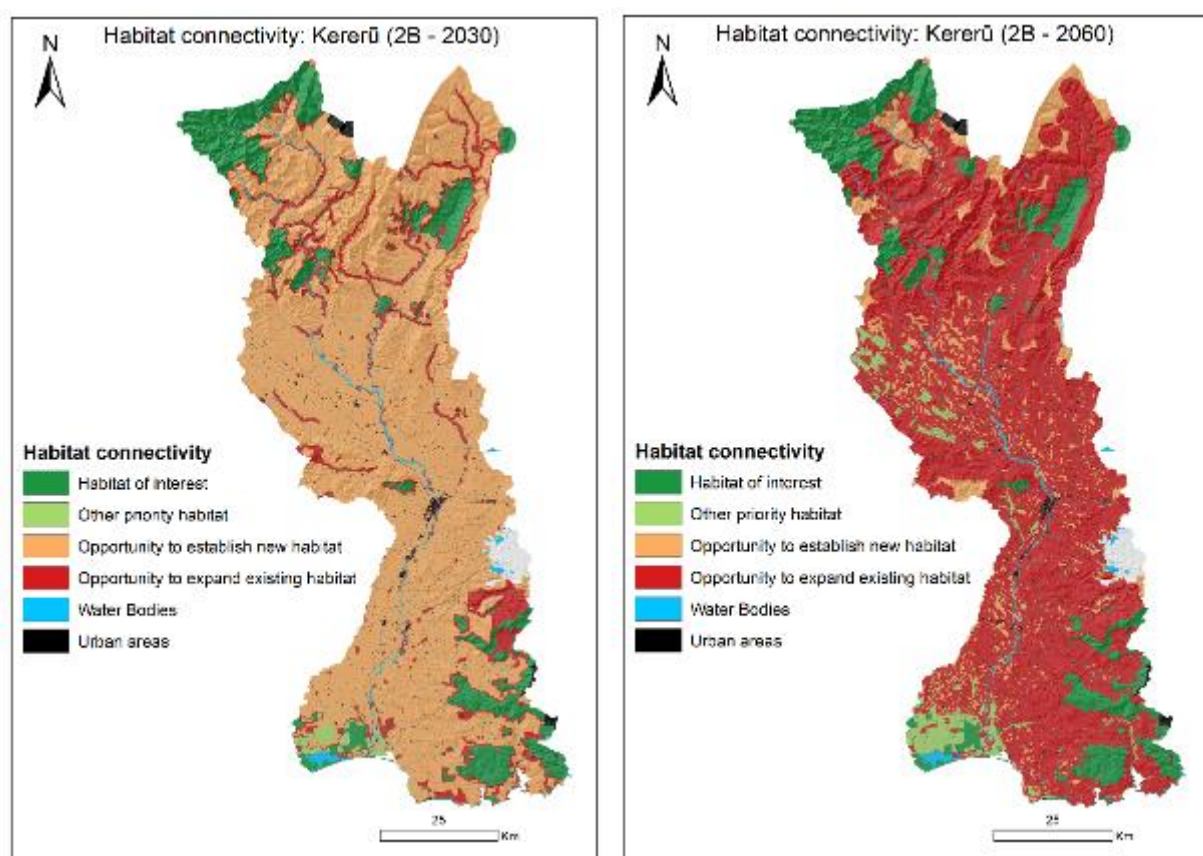 Habitat connectivity: Kererū (2B - 2030)
N
Habitat connectivity
Habitat of interest
Other priority habitat
Opportunity to establish new habitat
Opportunity to expand existing habitat
Water Bodies
Urban areas
25
Km
Habitat connectivity: Kererū (2B - 2060)
N
Habitat connectivity
Habitat of interest
Other priority habitat
Opportunity to establish new habitat
Opportunity to expand existing habitat
Water Bodies
Urban areas
25
Km